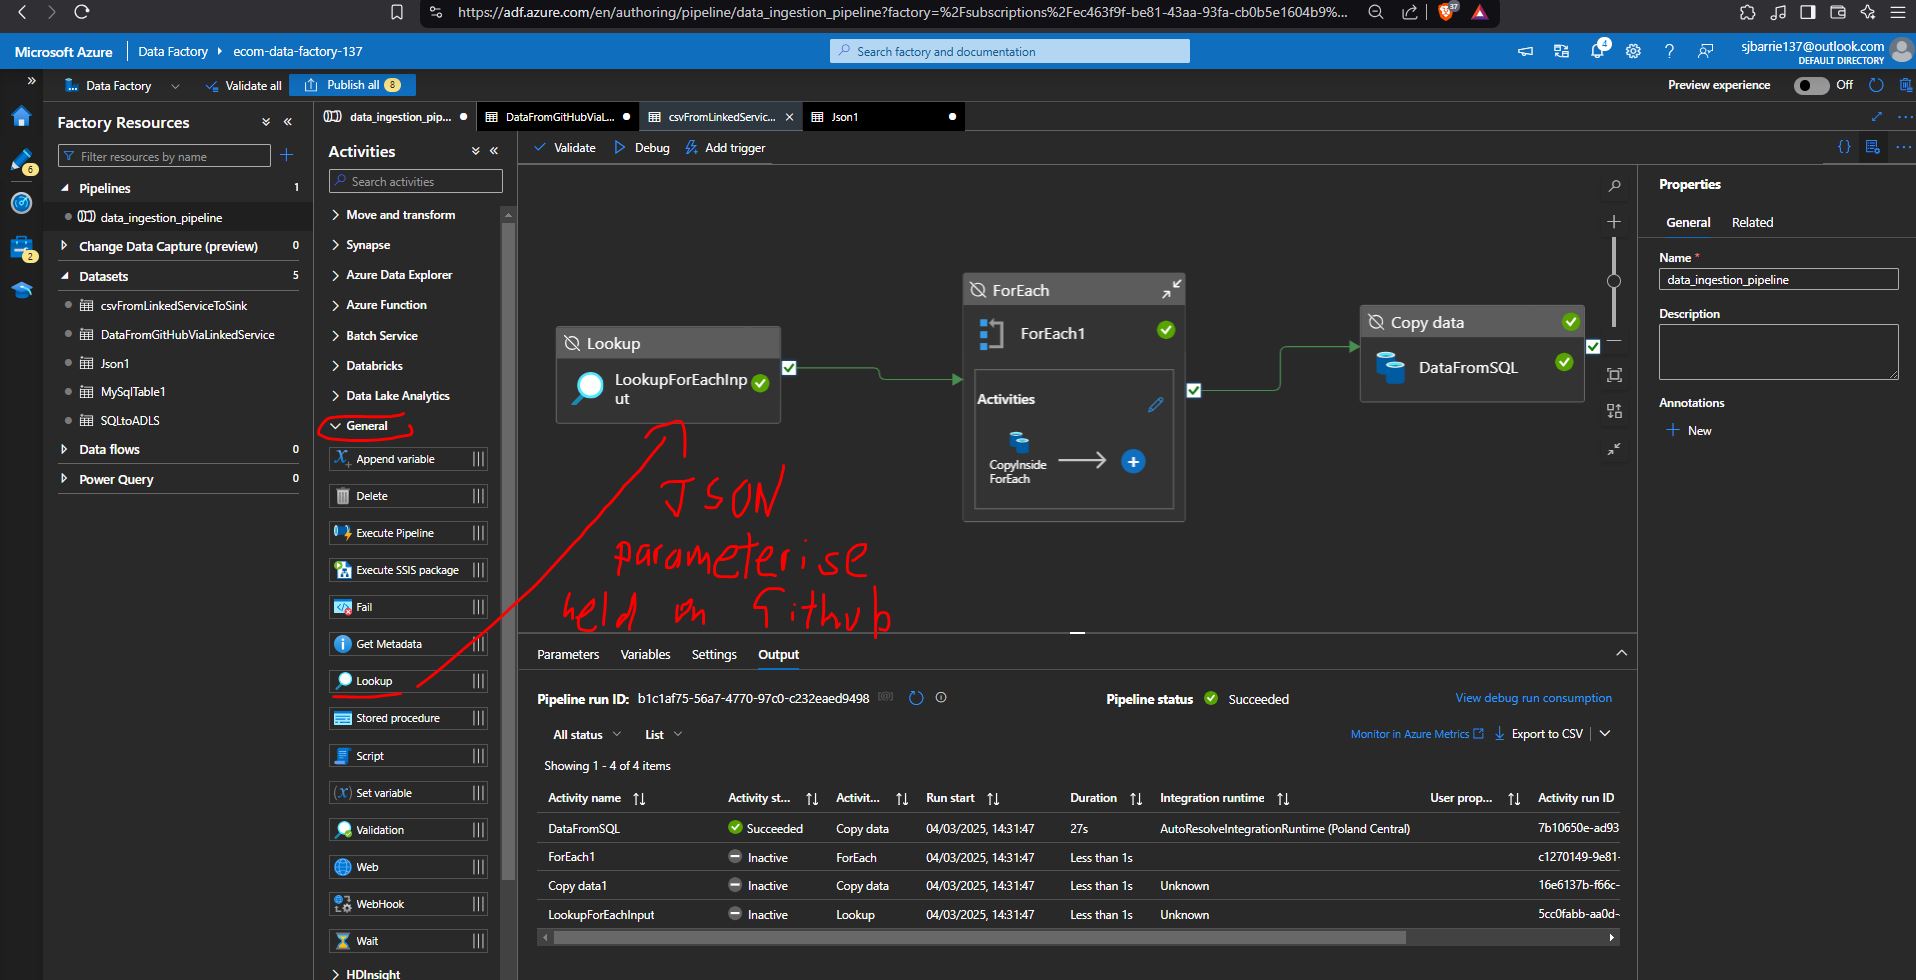 https://adf.azure.com/en/authoring/pipeline/data_ingestion_pipeline?factory=%2Fsubscriptions%2Fec463f9f-be81-43aa-93fa-cb0b5e1604b9%...
37
Microsoft Azure
Data Factory
ecom-data-factory-137
Search factory and documentation
4
sjbarrie137@outlook.com
DEFAULT DIRECTORY
Data Factory
Validate all
Publish all 8
Preview experience
Off
6
2
Factory Resources
Filter resources by name
Pipelines 1
data_ingestion_pipeline
Change Data Capture (preview) 0
Datasets 5
csvFromLinkedServiceToSink
DataFromGitHubViaLinkedService
Json1
MySqlTable1
SQLtoADLS
Data flows 0
Power Query 0
data_ingestion_pip...
DataFromGitHubViaL...
csvFromLinkedServic...
Json1
Activities
Search activities
Move and transform
Synapse
Azure Data Explorer
Azure Function
Batch Service
Databricks
Data Lake Analytics
General
Append variable
Delete
Execute Pipeline
Execute SSIS package
Fail
Get Metadata
Lookup
Stored procedure
Script
Set variable
Validation
Web
WebHook
Wait
HDInsight
Validate
Debug
Add trigger
Lookup
LookupForEachInp
ut
ForEach
ForEach1
Activities
CopyInside
ForEach
Copy data
DataFromSQL
JSON
parameterise
held on Github
Properties
General
Related
Name *
data_ingestion_pipeline
Description
Annotations
New
Parameters
Variables
Settings
Output
Pipeline run ID: b1c1af75-56a7-4770-97c0-c232eaed9498
Pipeline status Succeeded
View debug run consumption
All status
List
Monitor in Azure Metrics
Export to CSV
Showing 1 - 4 of 4 items
Activity name Activity st... Activit... Run start Duration Integration runtime User prop... Activity run ID
DataFromSQL Succeeded Copy data 04/03/2025, 14:31:47 27s AutoResolveIntegrationRuntime (Poland Central) 7b10650e-ad93
ForEach1 Inactive ForEach 04/03/2025, 14:31:47 Less than 1s c1270149-9e81-
Copy data1 Inactive Copy data 04/03/2025, 14:31:47 Less than 1s Unknown 16e6137b-f66c-
LookupForEachInput Inactive Lookup 04/03/2025, 14:31:47 Less than 1s Unknown 5cc0fabb-aa0d-